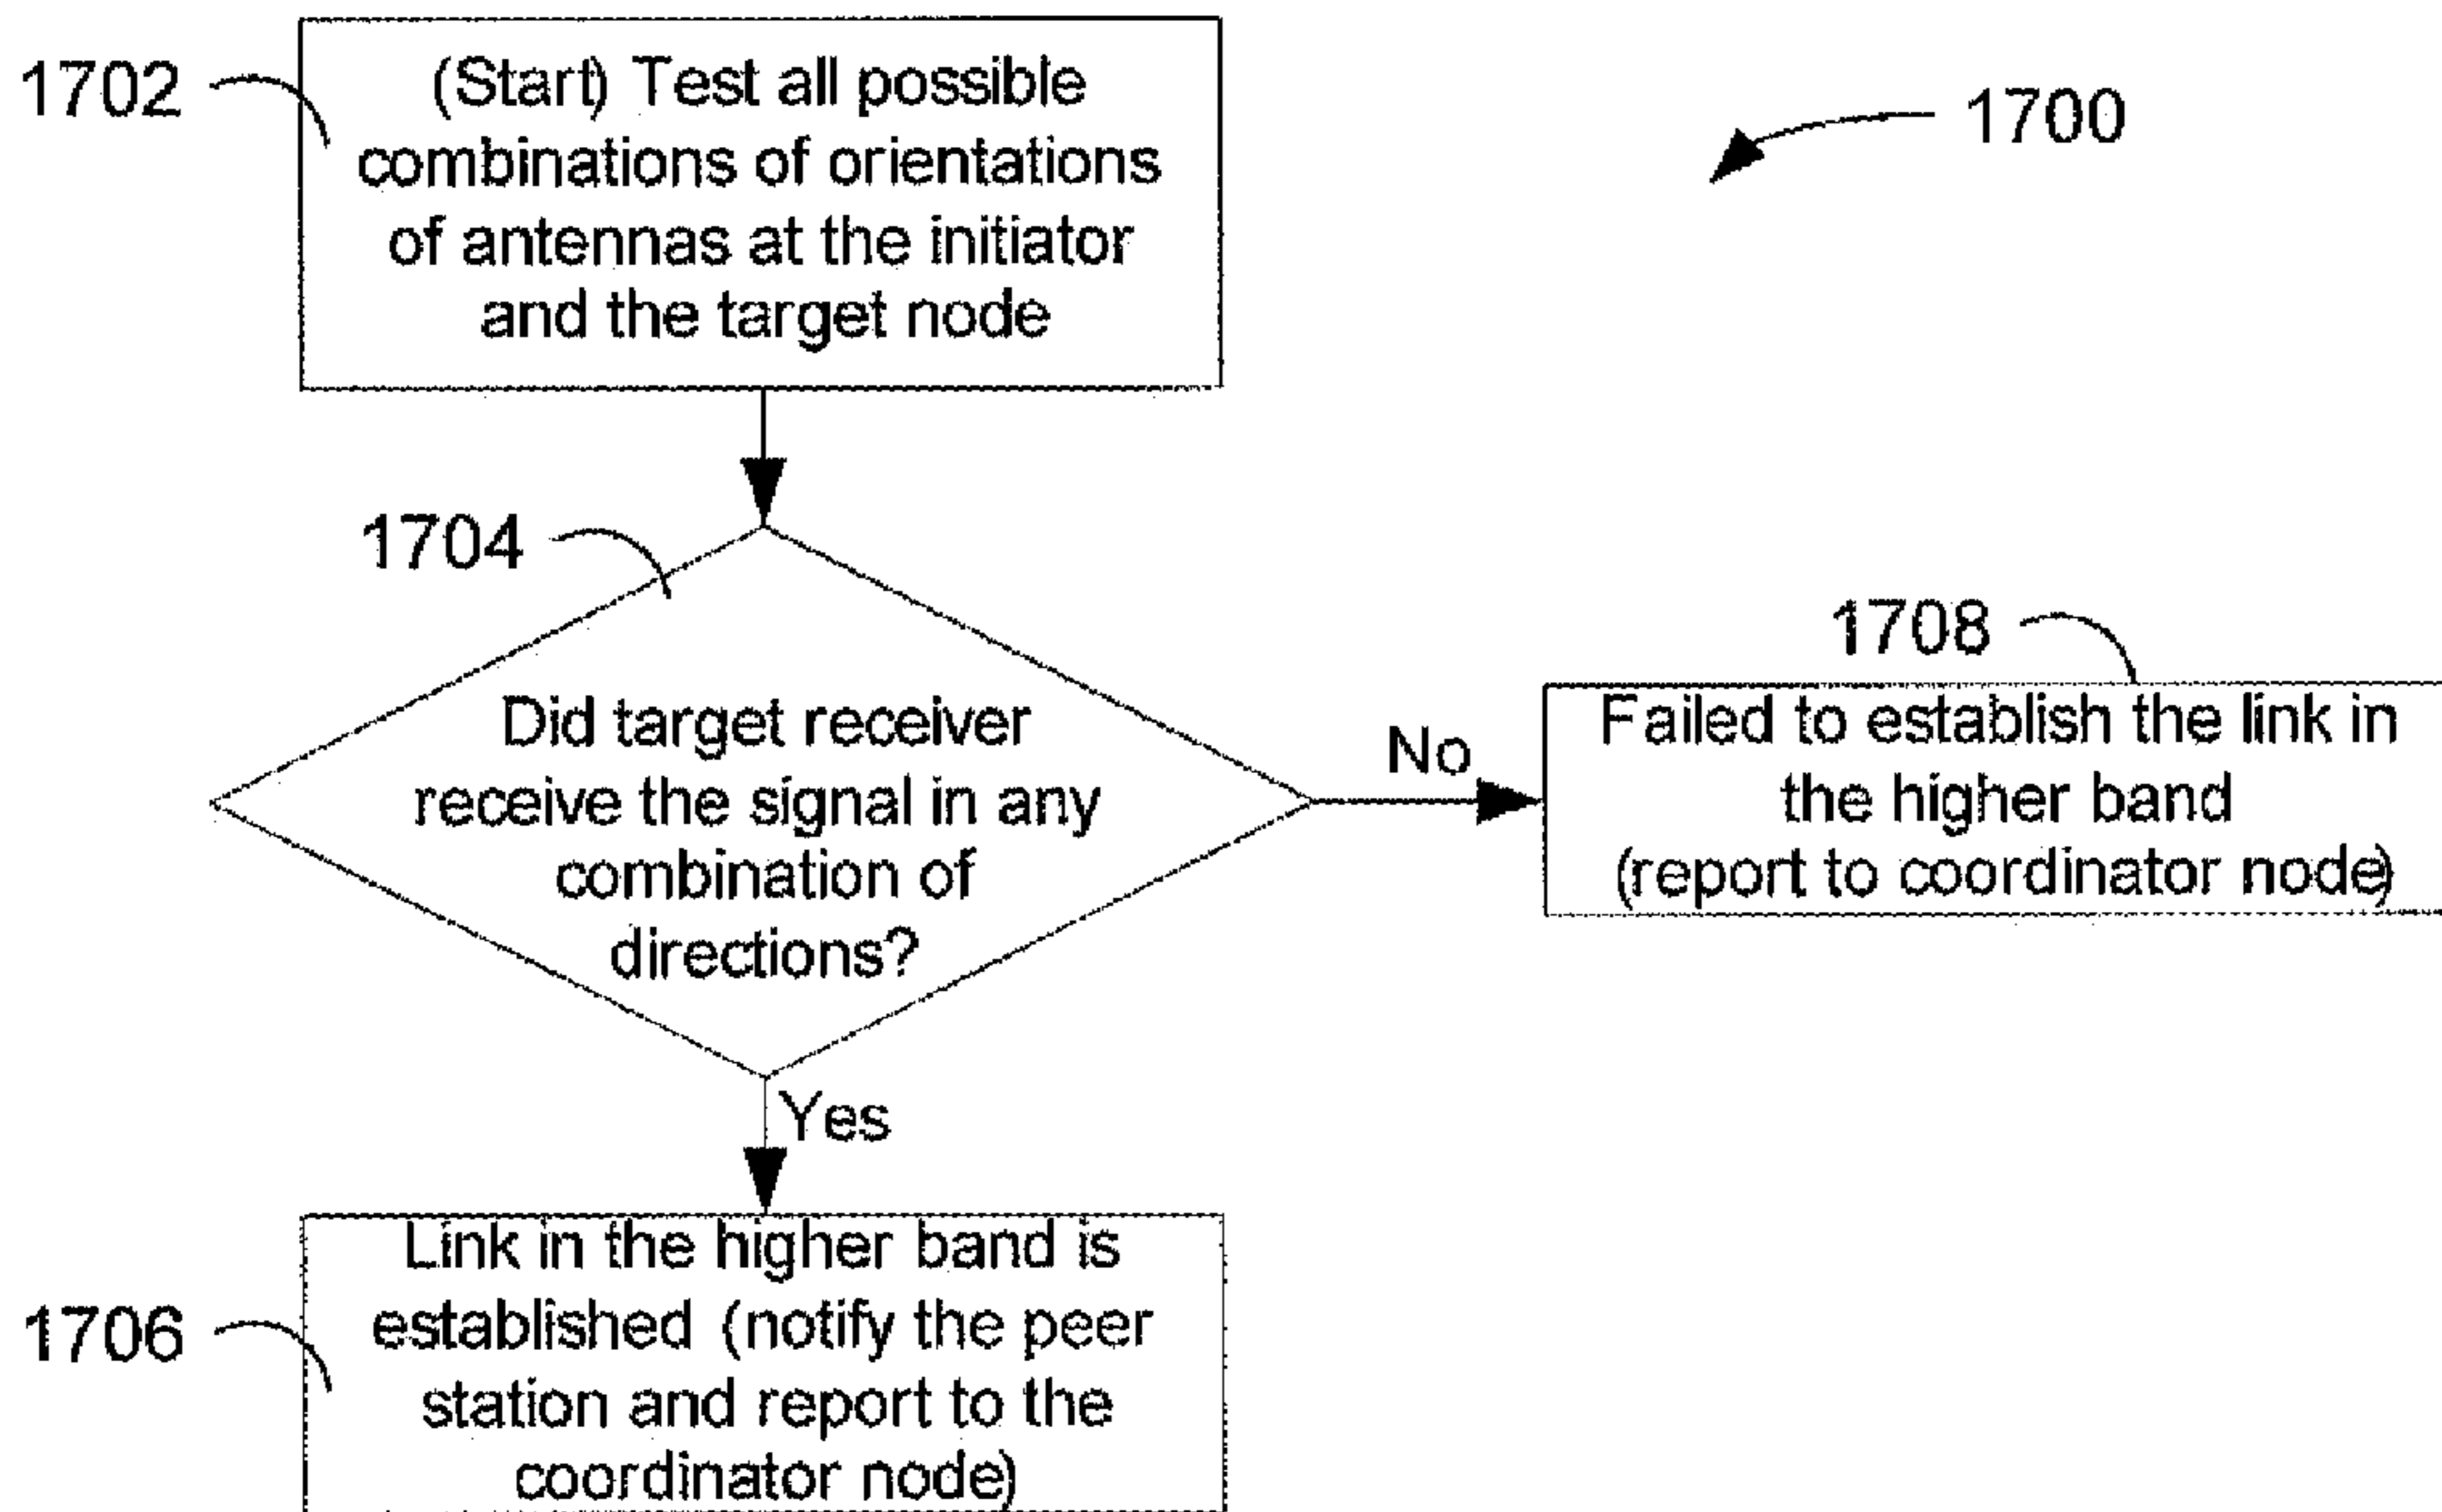 1702
(Start) Test all possible
combinations of orientations
of antennas at the initiator
and the target node
1700
1704
Did target receiver
receive the signal in any
combination of
directions?
No
1708
Failed to establish the link in
the higher band
(report to coordinator node)
Yes
1706
Link in the higher band is
established (notify the peer
station and report to the
coordinator node)